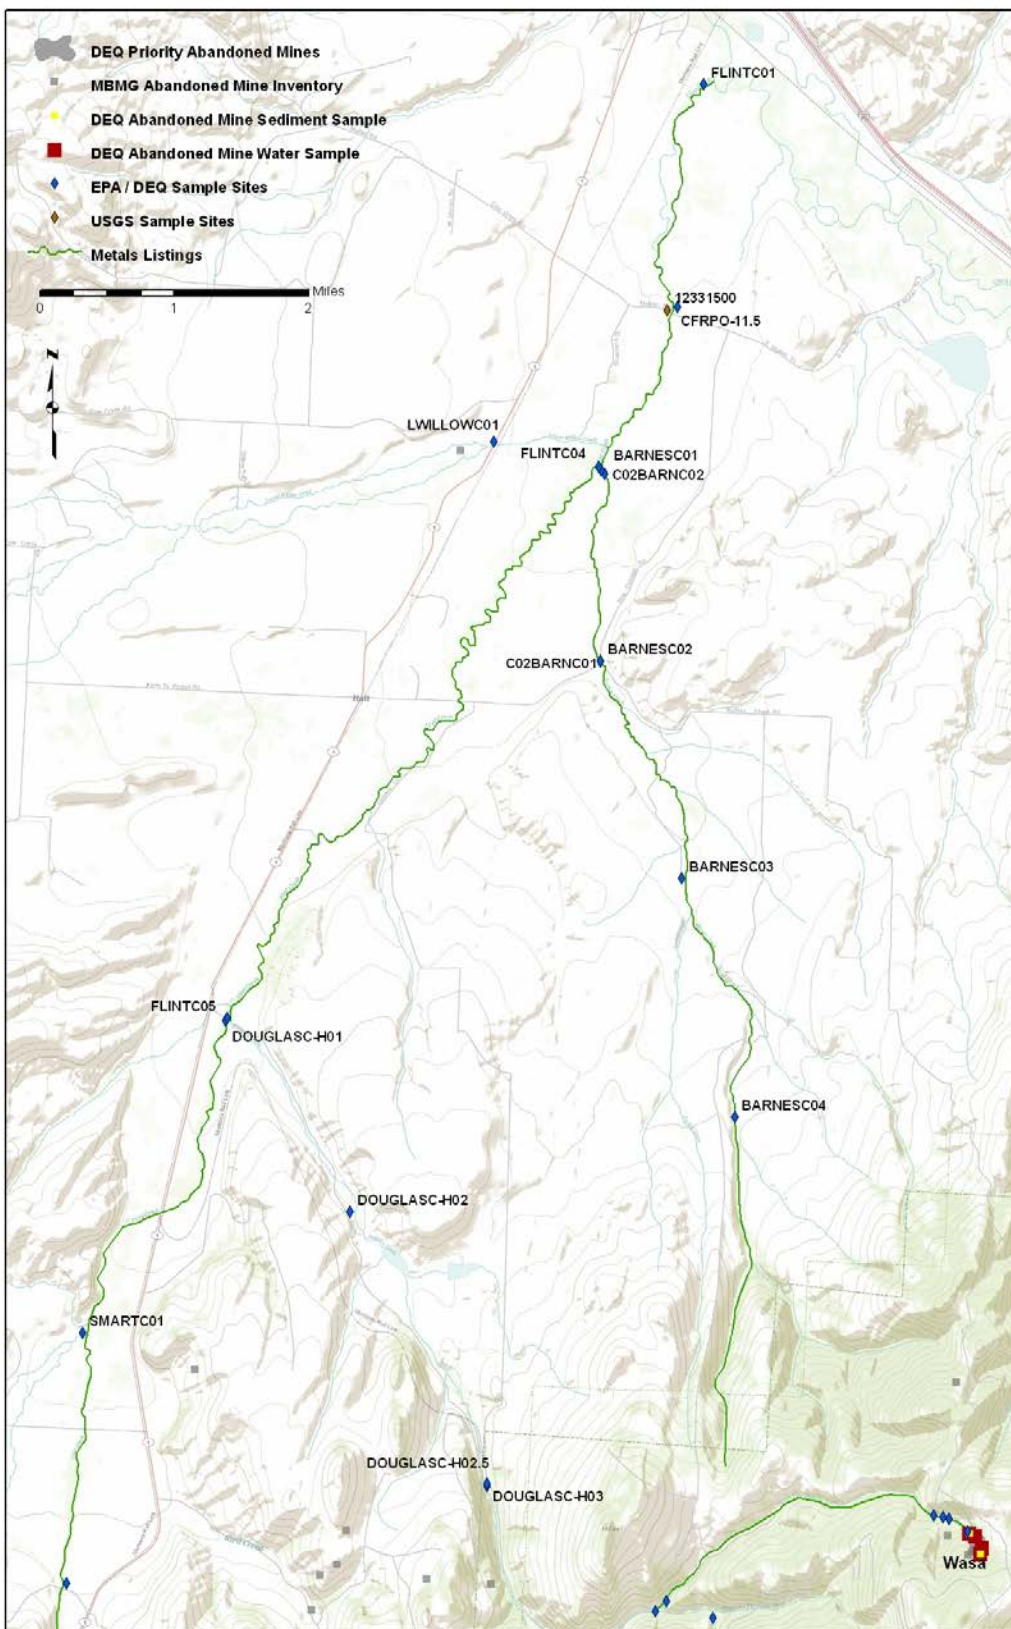 DEQ Priority Abandoned Mines
MBMG Abandoned Mine Inventory
DEQ Abandoned Mine Sediment Sample
DEQ Abandoned Mine Water Sample
EPA / DEQ Sample Sites
USGS Sample Sites
Metals Listings
Miles
0 1 2
N
FLINTC01
12331500
CFRPO-11.5
LWILLOWC01
FLINTC04
BARNESC01
C02BARNC02
BARNESC02
C02BARNC01
Hall
BARNESC03
FLINTC05
DOUGLASC-H01
BARNESC04
DOUGLASC-H02
SMARTC01
DOUGLASC-H02.5
DOUGLASC-H03
Wasa